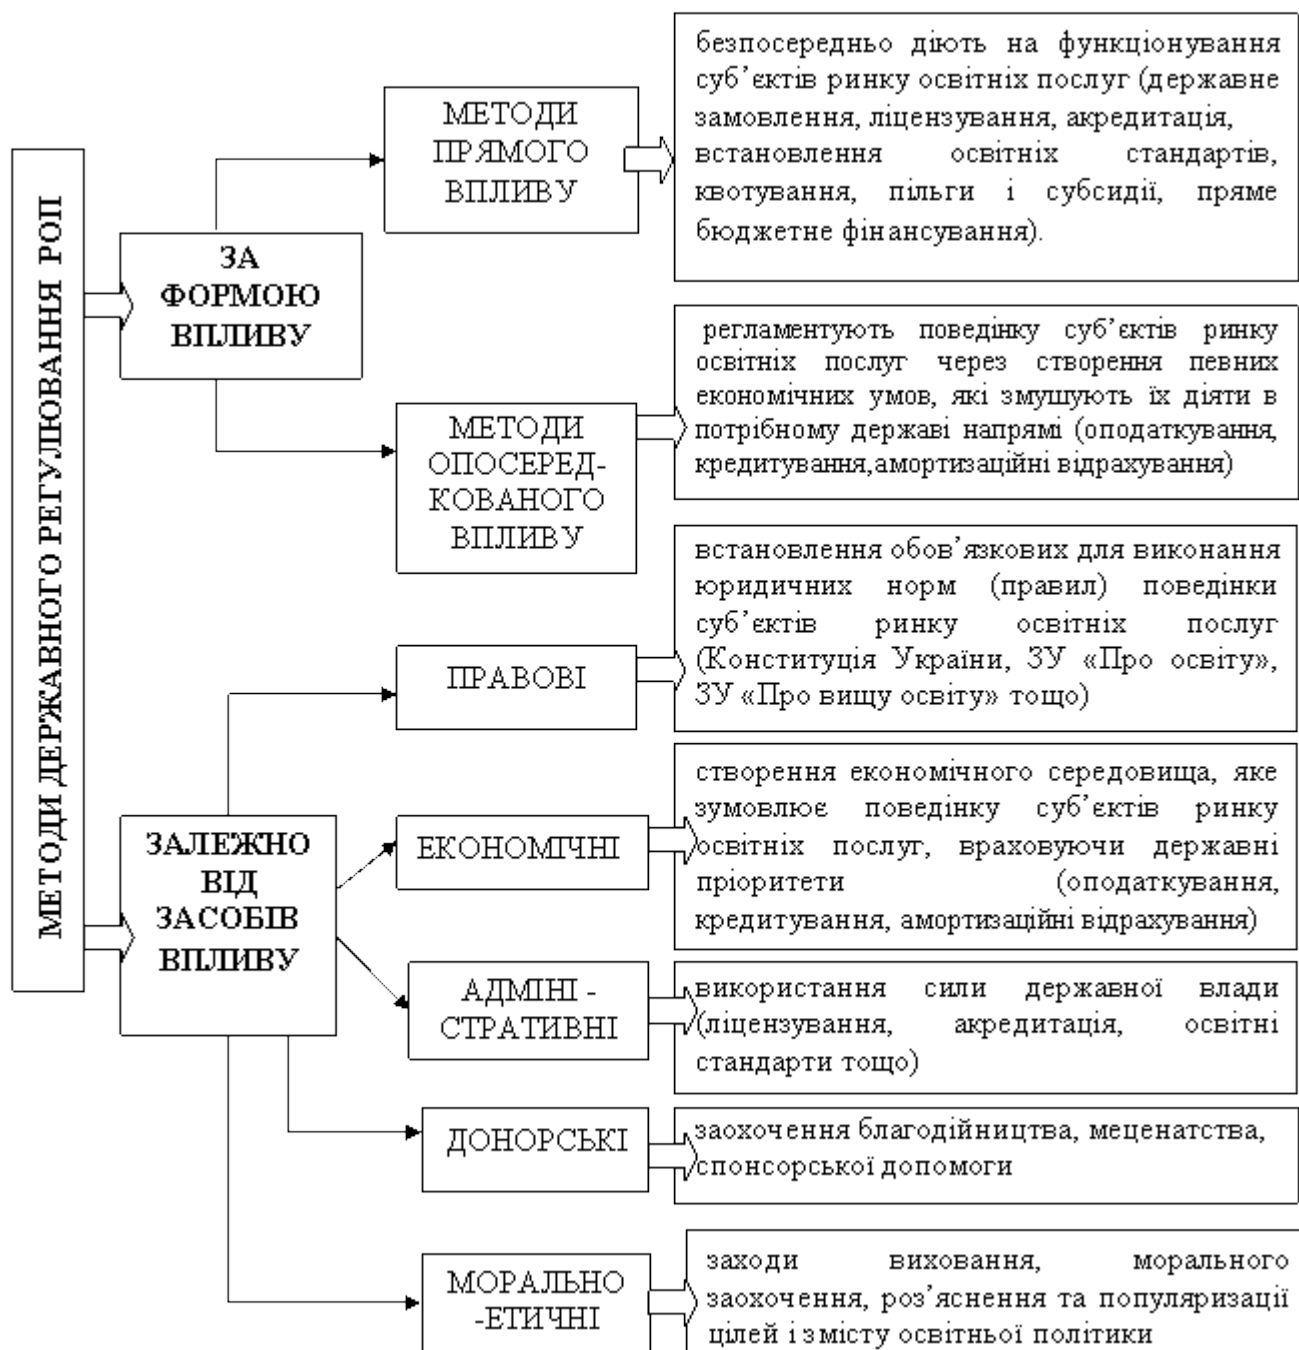 МЕТОДИ ДЕРЖАВНОГО РЕГУЛЮВАННЯ РОП
ЗА
ФОРМОЮ
ВПЛИВУ
МЕТОДИ
ПРЯМОГО
ВПЛИВУ
безпосередньо діють на функціонування
суб’єктів ринку освітніх послуг (державне
замовлення, ліцензування, акредитація,
встановлення освітніх стандартів,
квотування, пільги і субсидії, пряме
бюджетне фінансування).
МЕТОДИ
ОПОСЕРЕД-
КОВАНОГО
ВПЛИВУ
регламентують поведінку суб’єктів ринку
освітніх послуг через створення певних
економічних умов, які змушують їх діяти в
потрібному державі напрямі (оподаткування,
кредитування,амортизаційні відрахування)
ЗАЛЕЖНО
ВІД
ЗАСОБІВ
ВПЛИВУ
ПРАВОВІ
встановлення обов’язкових для виконання
юридичних норм (правил) поведінки
суб’єктів ринку освітніх послуг
(Конституція України, ЗУ «Про освіту»,
ЗУ «Про вищу освіту» тощо)
ЕКОНОМІЧНІ
створення економічного середовища, яке
зумовлює поведінку суб’єктів ринку
освітніх послуг, враховуючи державні
пріоритети (оподаткування,
кредитування, амортизаційні відрахування)
АДМІНІ -
СТРАТИВНІ
використання сили державної влади
(ліцензування, акредитація, освітні
стандарти тощо)
ДОНОРСЬКІ
заохочення благодійництва, меценатства,
спонсорської допомоги
МОРАЛЬНО
-ЕТИЧНІ
заходи виховання, морального
заохочення, роз’яснення та популяризації
цілей і змісту освітньої політики